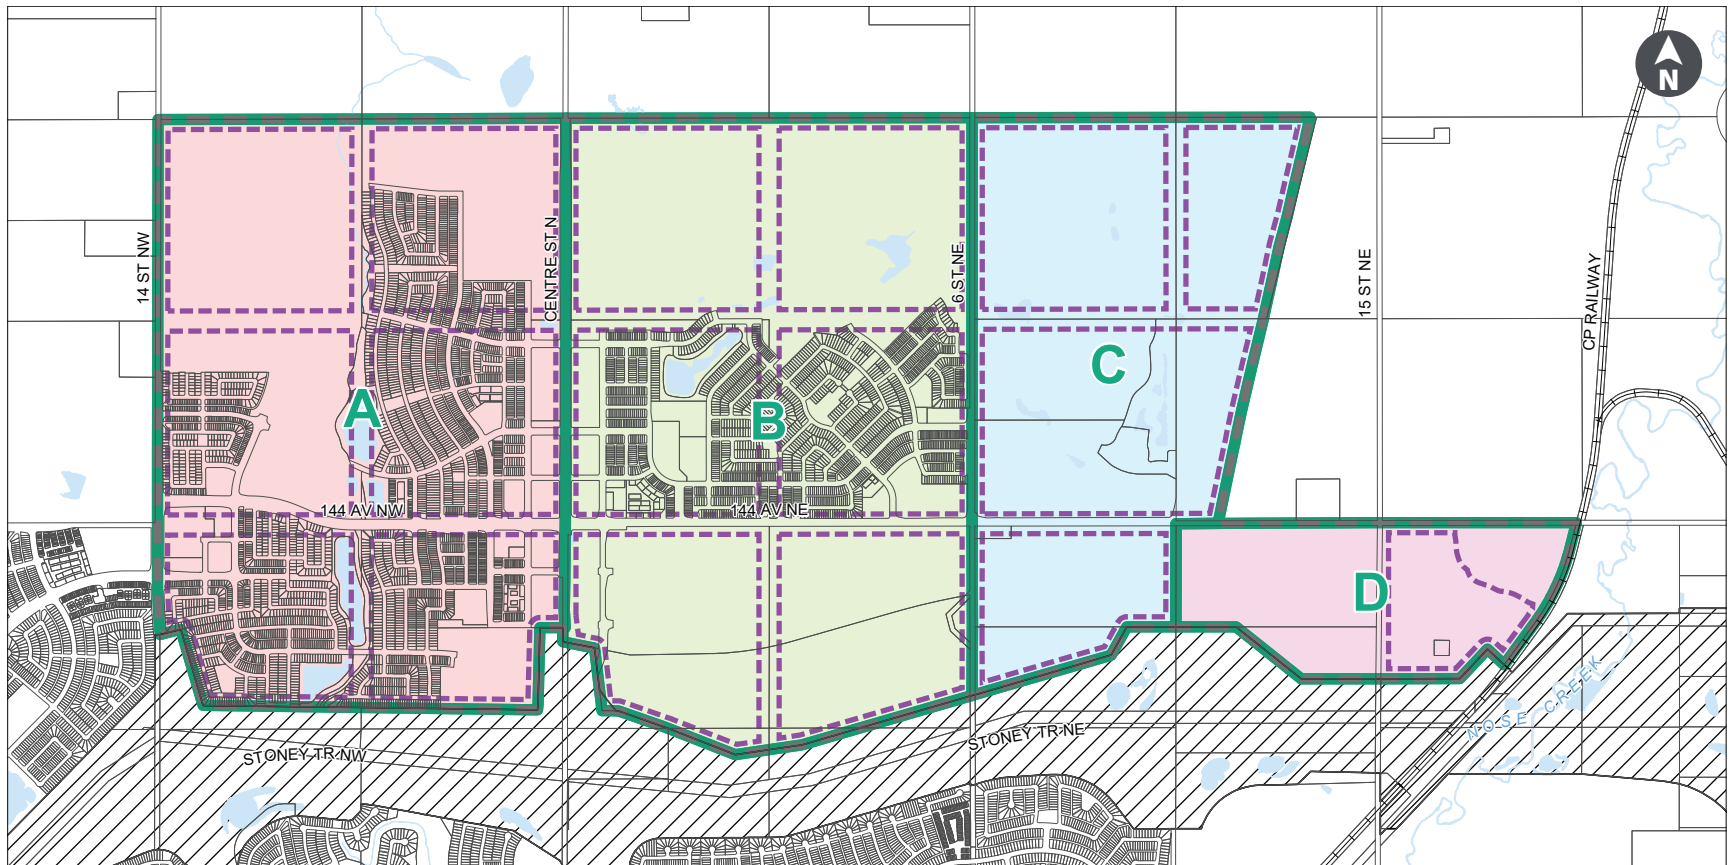 N
14 ST NW
CENTRE ST N
6 ST NE
15 ST NE
CP RAILWAY
A
B
C
D
144 AV NW
144 AV NE
STONEY TR NW
STONEY TR NE
NOSE CREEK